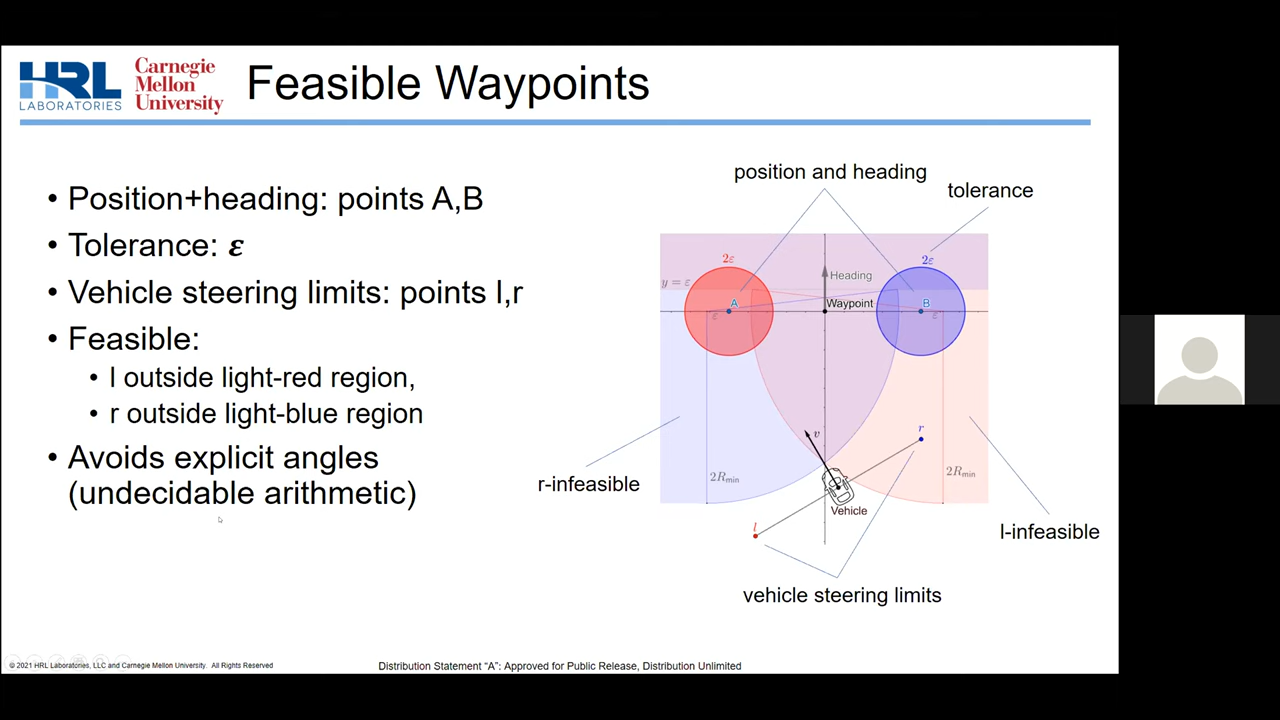 HRL
LABORATORIES
Carnegie
Mellon
University
Feasible Waypoints
• Position+heading: points A,B
• Tolerance: ε
• Vehicle steering limits: points l,r
• Feasible:
• l outside light-red region,
• r outside light-blue region
• Avoids explicit angles
(undecidable arithmetic)
position and heading
tolerance
2ε
2ε
Heading
y = ε
A
Waypoint
B
ε
ε
v
r
2Rmin
2Rmin
r-infeasible
Vehicle
l
l-infeasible
vehicle steering limits
© 2021 HRL Laboratories, LLC and Carnegie Mellon University. All Rights Reserved
Distribution Statement “A”: Approved for Public Release, Distribution Unlimited